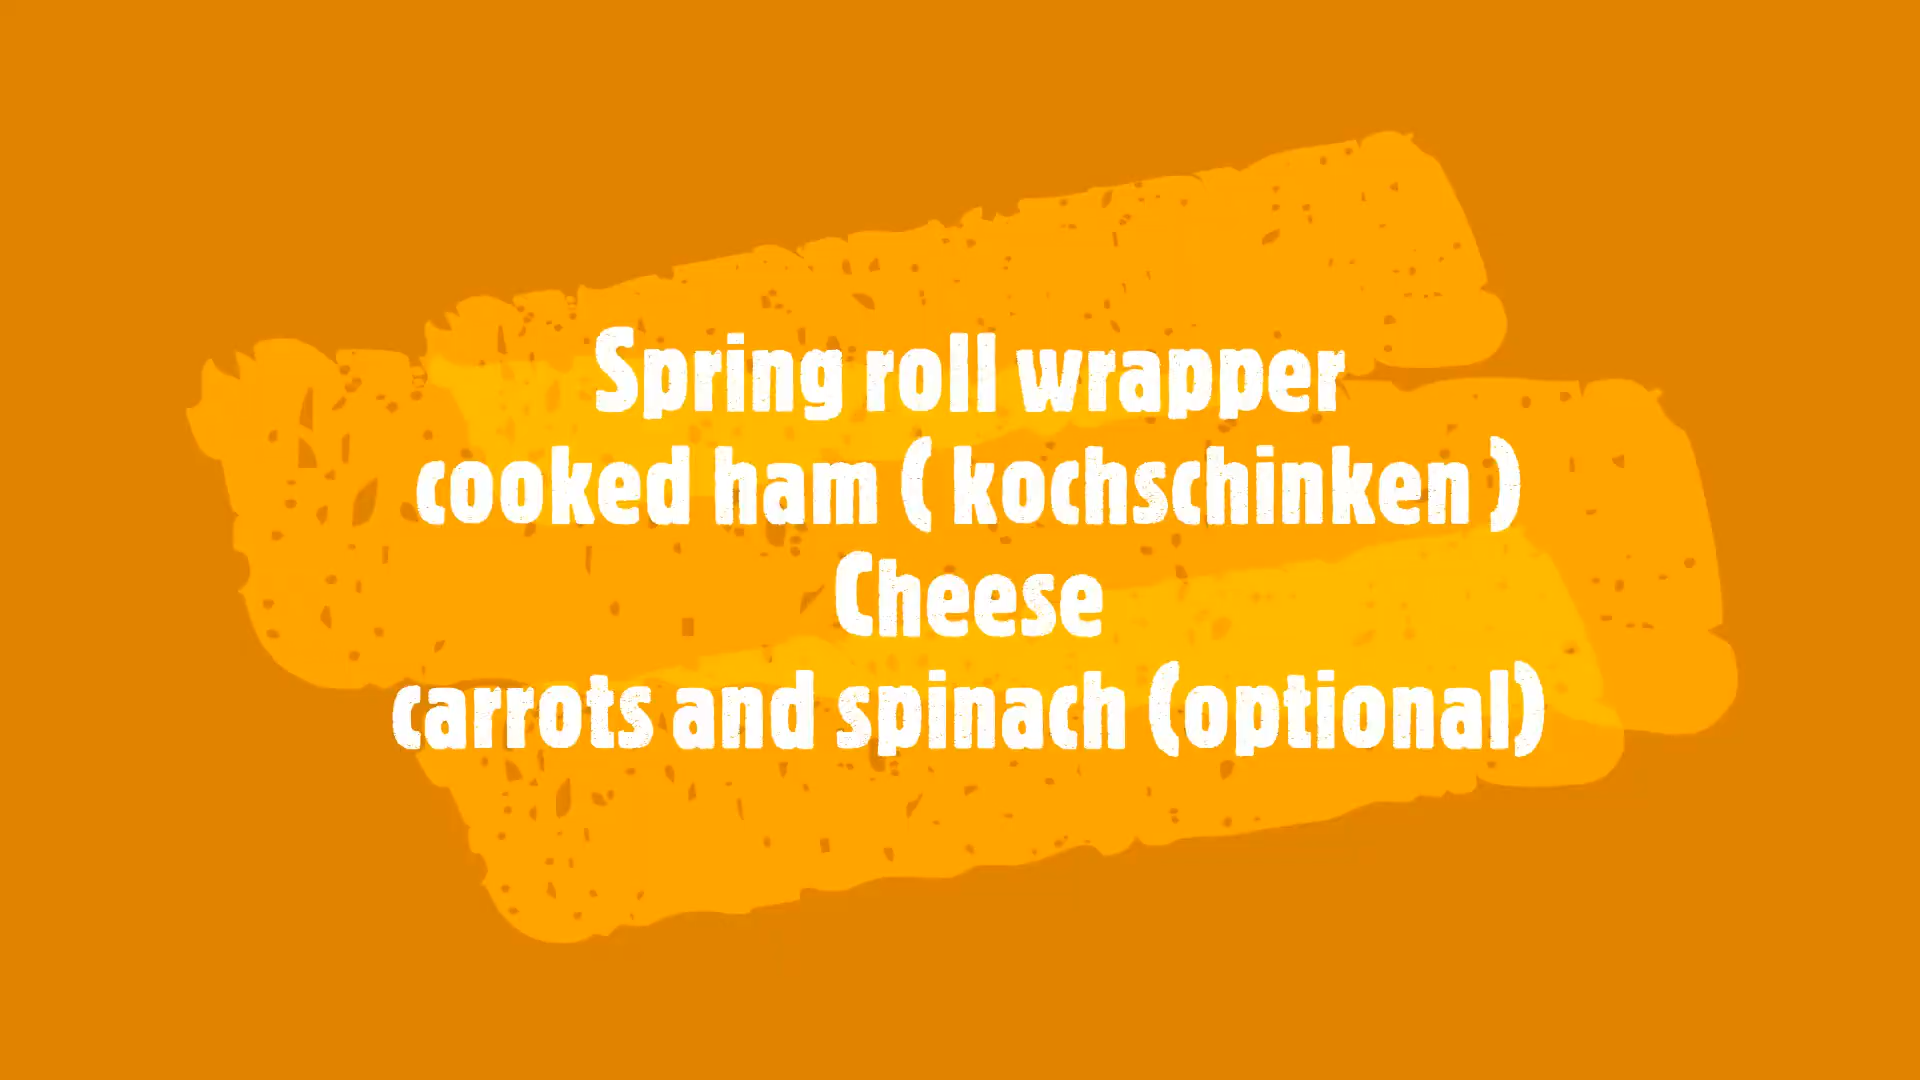 Spring roll wrapper
cooked ham ( kochschinken )
Cheese
carrots and spinach (optional)